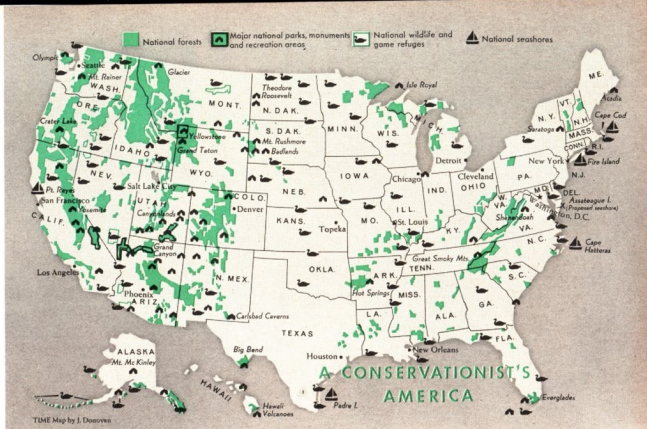 National forests
Major national parks, monuments and recreation areas
National wildlife and game refuges
National seashores
Olympic
Seattle
Mt. Rainer
WASH.
Glacier
MONT.
Theodore Roosevelt
N. DAK.
MINN.
Isle Royal
WIS.
MICH.
ME.
Acadia
VT.
N.H.
N.Y.
Saratoga
Cape Cod
MASS.
CONN.
R.I.
Fire Island
New York
N.J.
PA.
Crater Lake
ORE.
IDAHO
Yellowstone
Grand Teton
WYO.
S. DAK.
Mt. Rushmore
Badlands
IOWA
Chicago
Detroit
Cleveland
OHIO
IND.
ILL.
W. VA.
MD.
DEL.
Assateague I.
(Proposed seashore)
Washington, D.C.
Shenandoah
VA.
NEV.
Salt Lake City
UTAH
Canyonlands
COLO.
Denver
NEB.
KANS.
Topeka
MO.
St. Louis
KY.
Pt. Reyes
San Francisco
Yosemite
CALIF.
Grand Canyon
Great Smoky Mts.
TENN.
N.C.
Cape Hatteras
Los Angeles
Phoenix
ARIZ.
N. MEX.
Carlsbad Caverns
OKLA.
ARK.
Hot Springs
MISS.
ALA.
GA.
S.C.
TEXAS
LA.
FLA.
Big Bend
Houston
New Orleans
Everglades
Padre I.
ALASKA
Mt. McKinley
HAWAII
Hawaii Volcanoes
A CONSERVATIONIST'S
AMERICA
TIME Map by J. Donovan